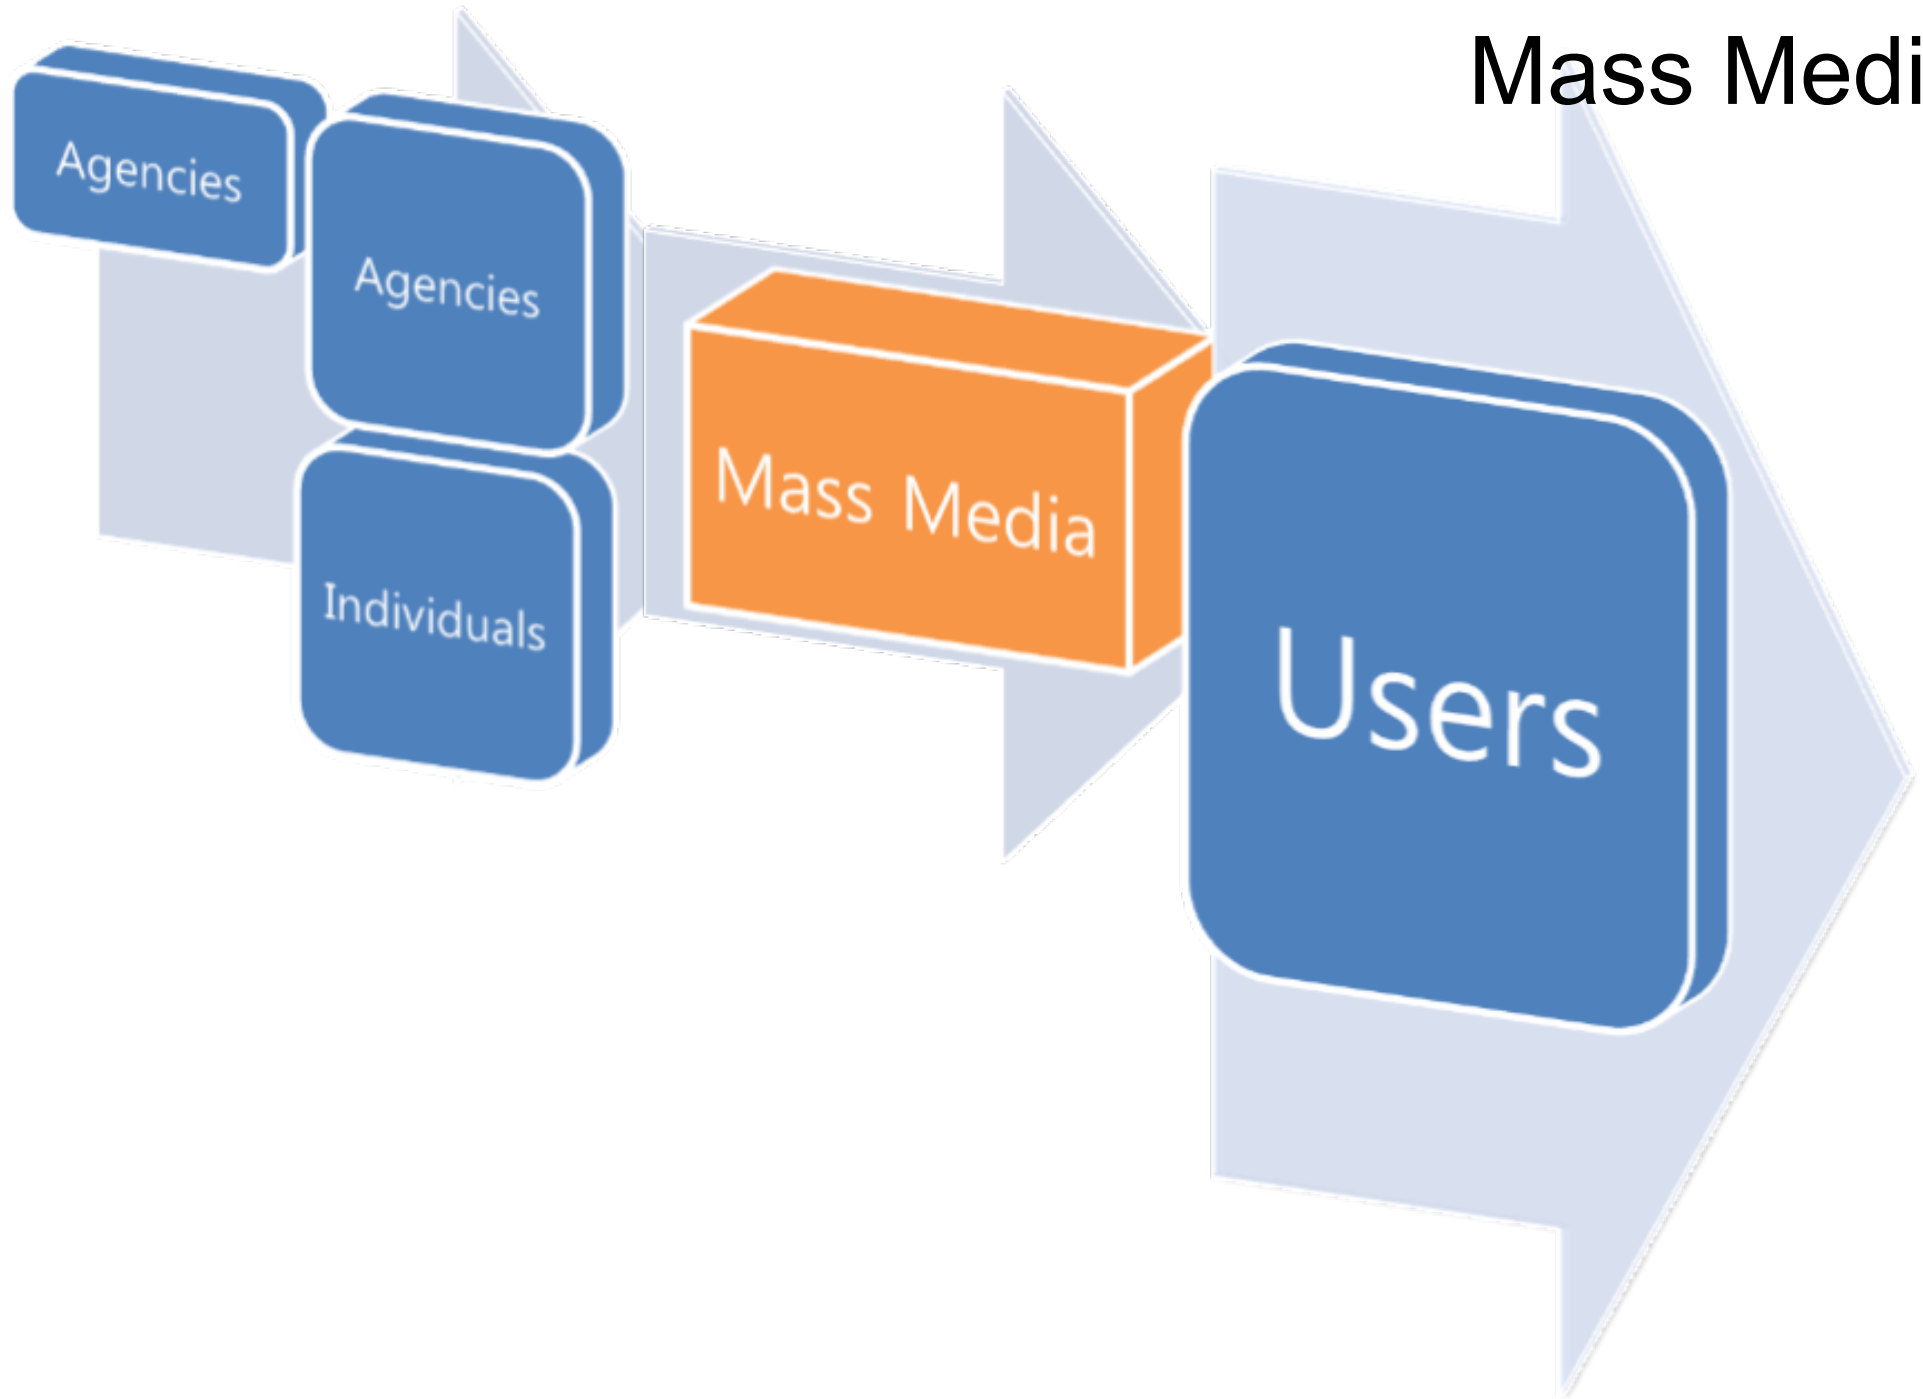 Mass Medi
Agencies
Agencies
Individuals
Mass Media
Users